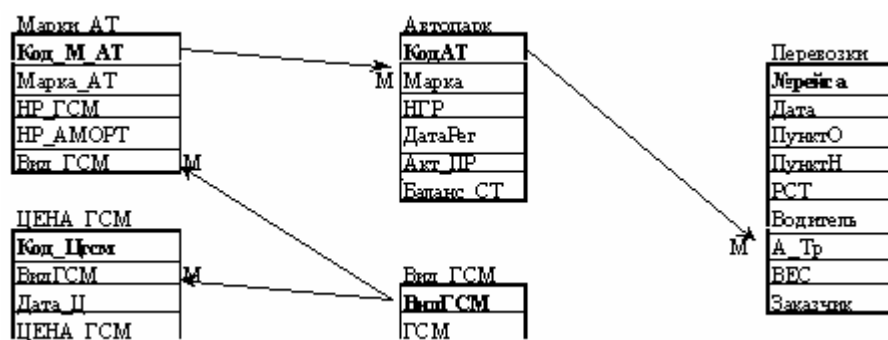 Марки_АТ
Код_М_АТ
Марка_АТ
НР_ГСМ
НР_АМОРТ
Вид_ГСМ
М
Автопарк
КодАТ
М
Марка
НГР
ДатаРег
Акт_ПР
Баланс_СТ
Перевозки
№рейса
Дата
ПунктО
ПунктН
РСТ
Водитель
М
А_Тр
ВЕС
Заказчик
ЦЕНА_ГСМ
Код_Цгсм
ВидГСМ
М
Дата_Ц
ЦЕНА_ГСМ
Вид_ГСМ
ВидГСМ
ГСМ